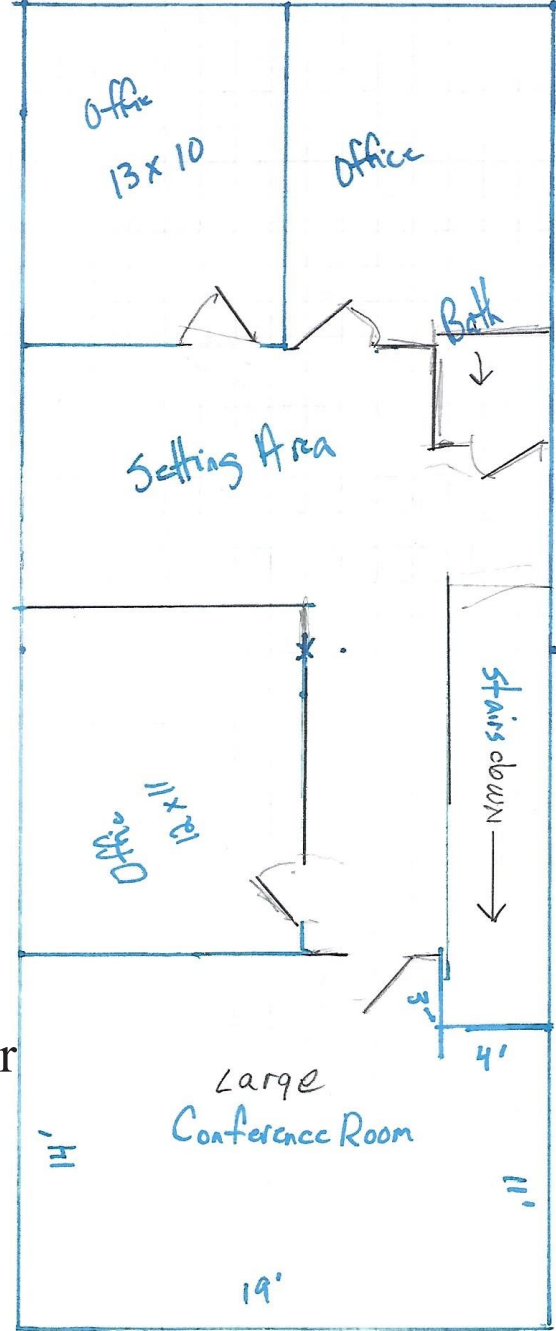 Office
13 x 10
Office
Bath
Setting Area
Stairs down
12 x 11
Office
3'
4'
r
Large
Conference Room
14'
11'
19'